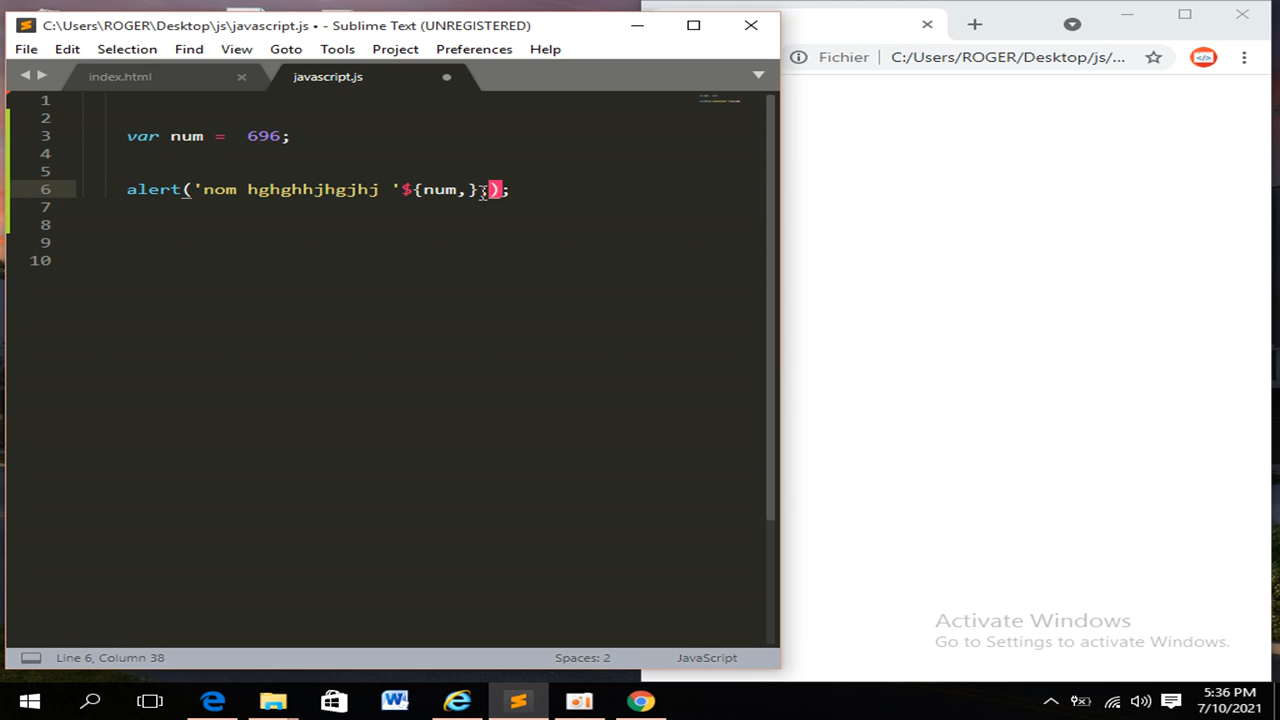 C:\Users\ROGER\Desktop\js\javascript.js • - Sublime Text (UNREGISTERED)
File Edit Selection Find View Goto Tools Project Preferences Help
Fichier C:/Users/ROGER/Desktop/js/...
index.html javascript.js
1
2
3 var num = 696;
4
5
6 alert('nom hghghhjhgjhj '${num,});
7
8
9
10
Activate Windows
Go to Settings to activate Windows.
Line 6, Column 38 Spaces: 2 JavaScript
5:36 PM
7/10/2021